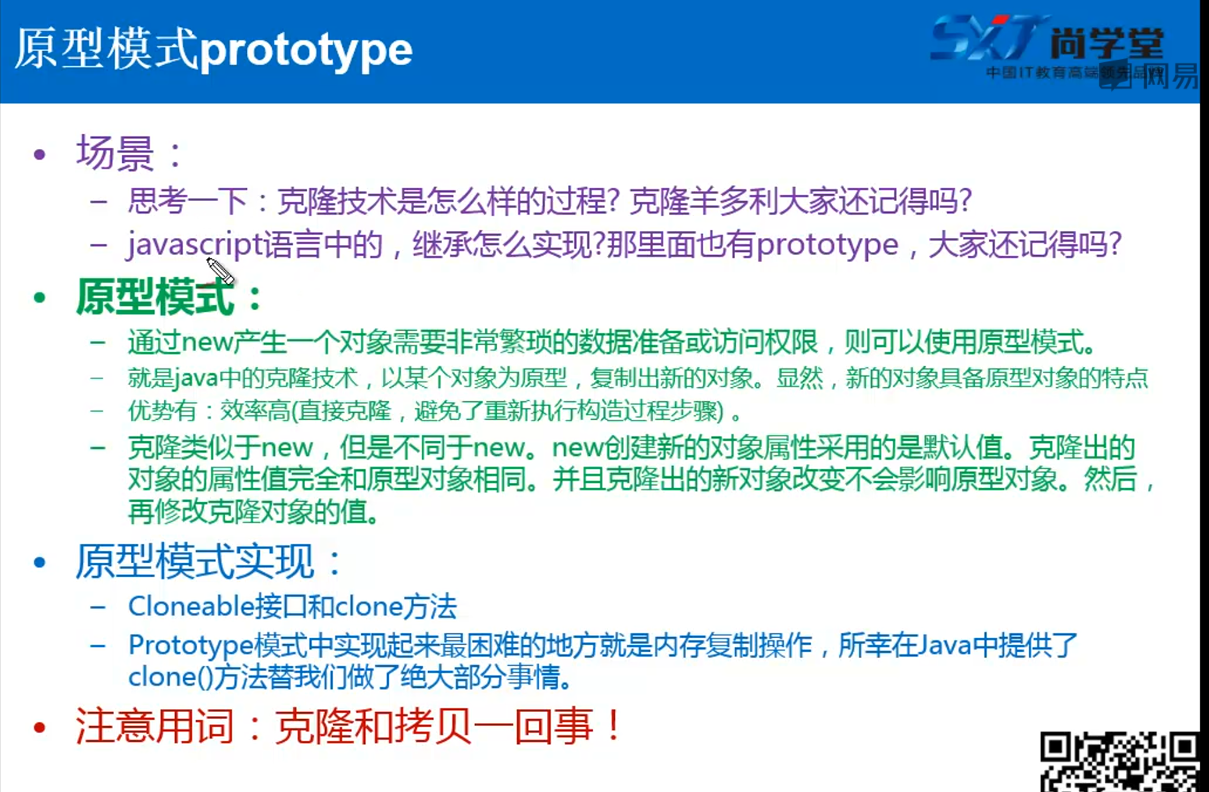 原型模式prototype
SXT 尚学堂
中国IT教育高端领先品牌
网易
• 场景：
– 思考一下：克隆技术是怎么样的过程? 克隆羊多利大家还记得吗?
– javascript语言中的，继承怎么实现?那里面也有prototype，大家还记得吗?
• 原型模式：
– 通过new产生一个对象需要非常繁琐的数据准备或访问权限，则可以使用原型模式。
– 就是java中的克隆技术，以某个对象为原型，复制出新的对象。显然，新的对象具备原型对象的特点
– 优势有：效率高(直接克隆，避免了重新执行构造过程步骤) 。
– 克隆类似于new，但是不同于new。new创建新的对象属性采用的是默认值。克隆出的
对象的属性值完全和原型对象相同。并且克隆出的新对象改变不会影响原型对象。然后，
再修改克隆对象的值。
• 原型模式实现：
– Cloneable接口和clone方法
– Prototype模式中实现起来最困难的地方就是内存复制操作，所幸在Java中提供了
clone()方法替我们做了绝大部分事情。
• 注意用词：克隆和拷贝一回事！